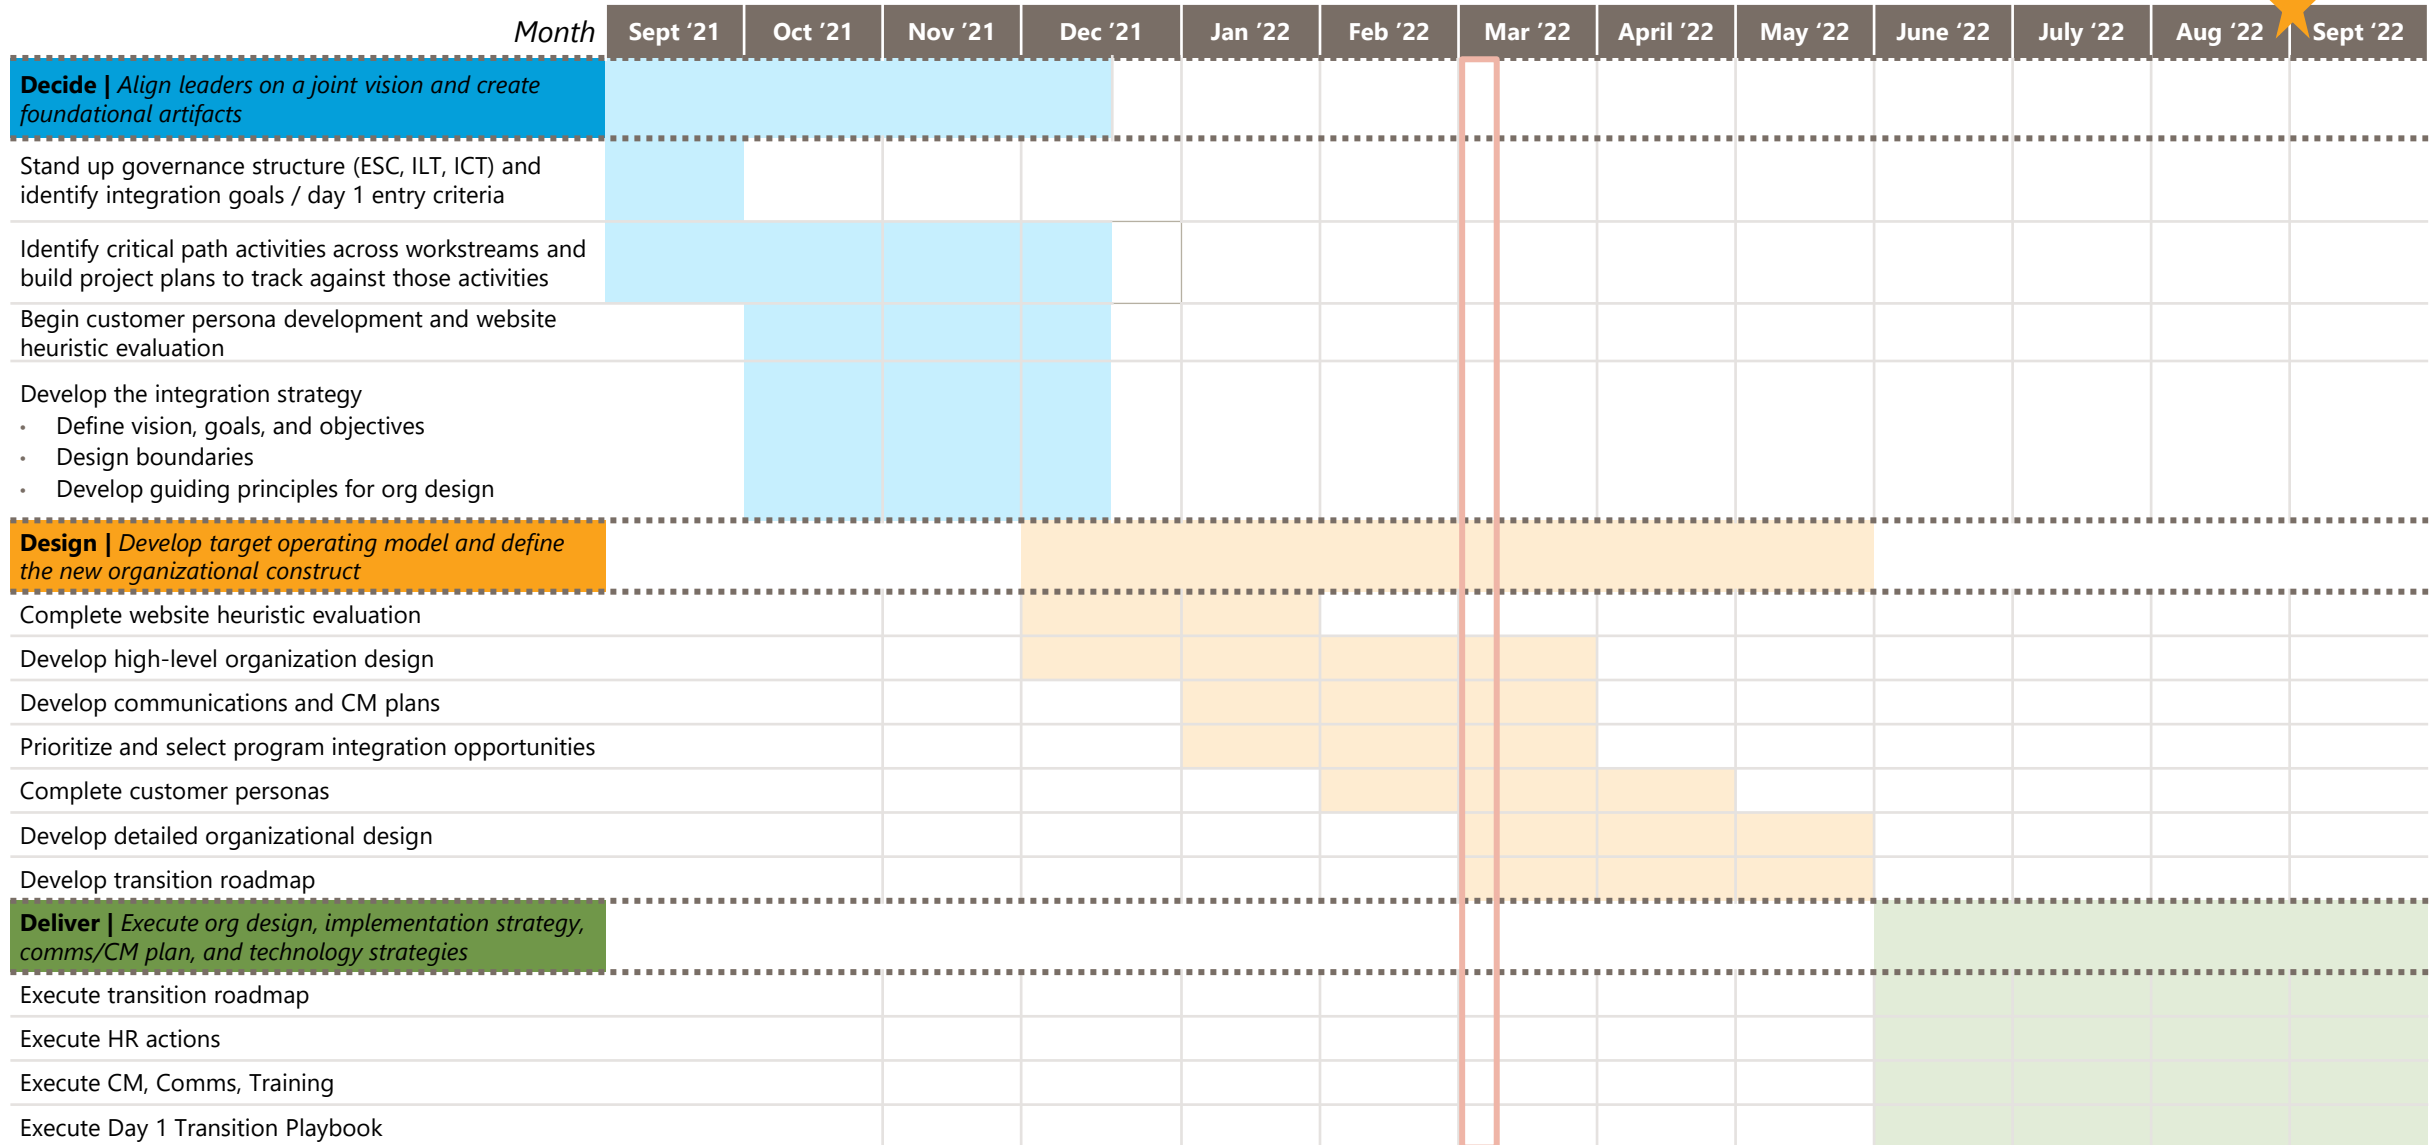 Month Sept ‘21 Oct ’21 Nov ‘21 Dec ‘21 Jan ‘22 Feb ‘22 Mar ‘22 April ’22 May ‘22 June ‘22 July ‘22 Aug ‘22 Sept ‘22
Decide | Align leaders on a joint vision and create
foundational artifacts
Stand up governance structure (ESC, ILT, ICT) and
identify integration goals / day 1 entry criteria
Identify critical path activities across workstreams and
build project plans to track against those activities
Begin customer persona development and website
heuristic evaluation
Develop the integration strategy
• Define vision, goals, and objectives
• Design boundaries
• Develop guiding principles for org design
Design | Develop target operating model and define
the new organizational construct
Complete website heuristic evaluation
Develop high-level organization design
Develop communications and CM plans
Prioritize and select program integration opportunities
Complete customer personas
Develop detailed organizational design
Develop transition roadmap
Deliver | Execute org design, implementation strategy,
comms/CM plan, and technology strategies
Execute transition roadmap
Execute HR actions
Execute CM, Comms, Training
Execute Day 1 Transition Playbook